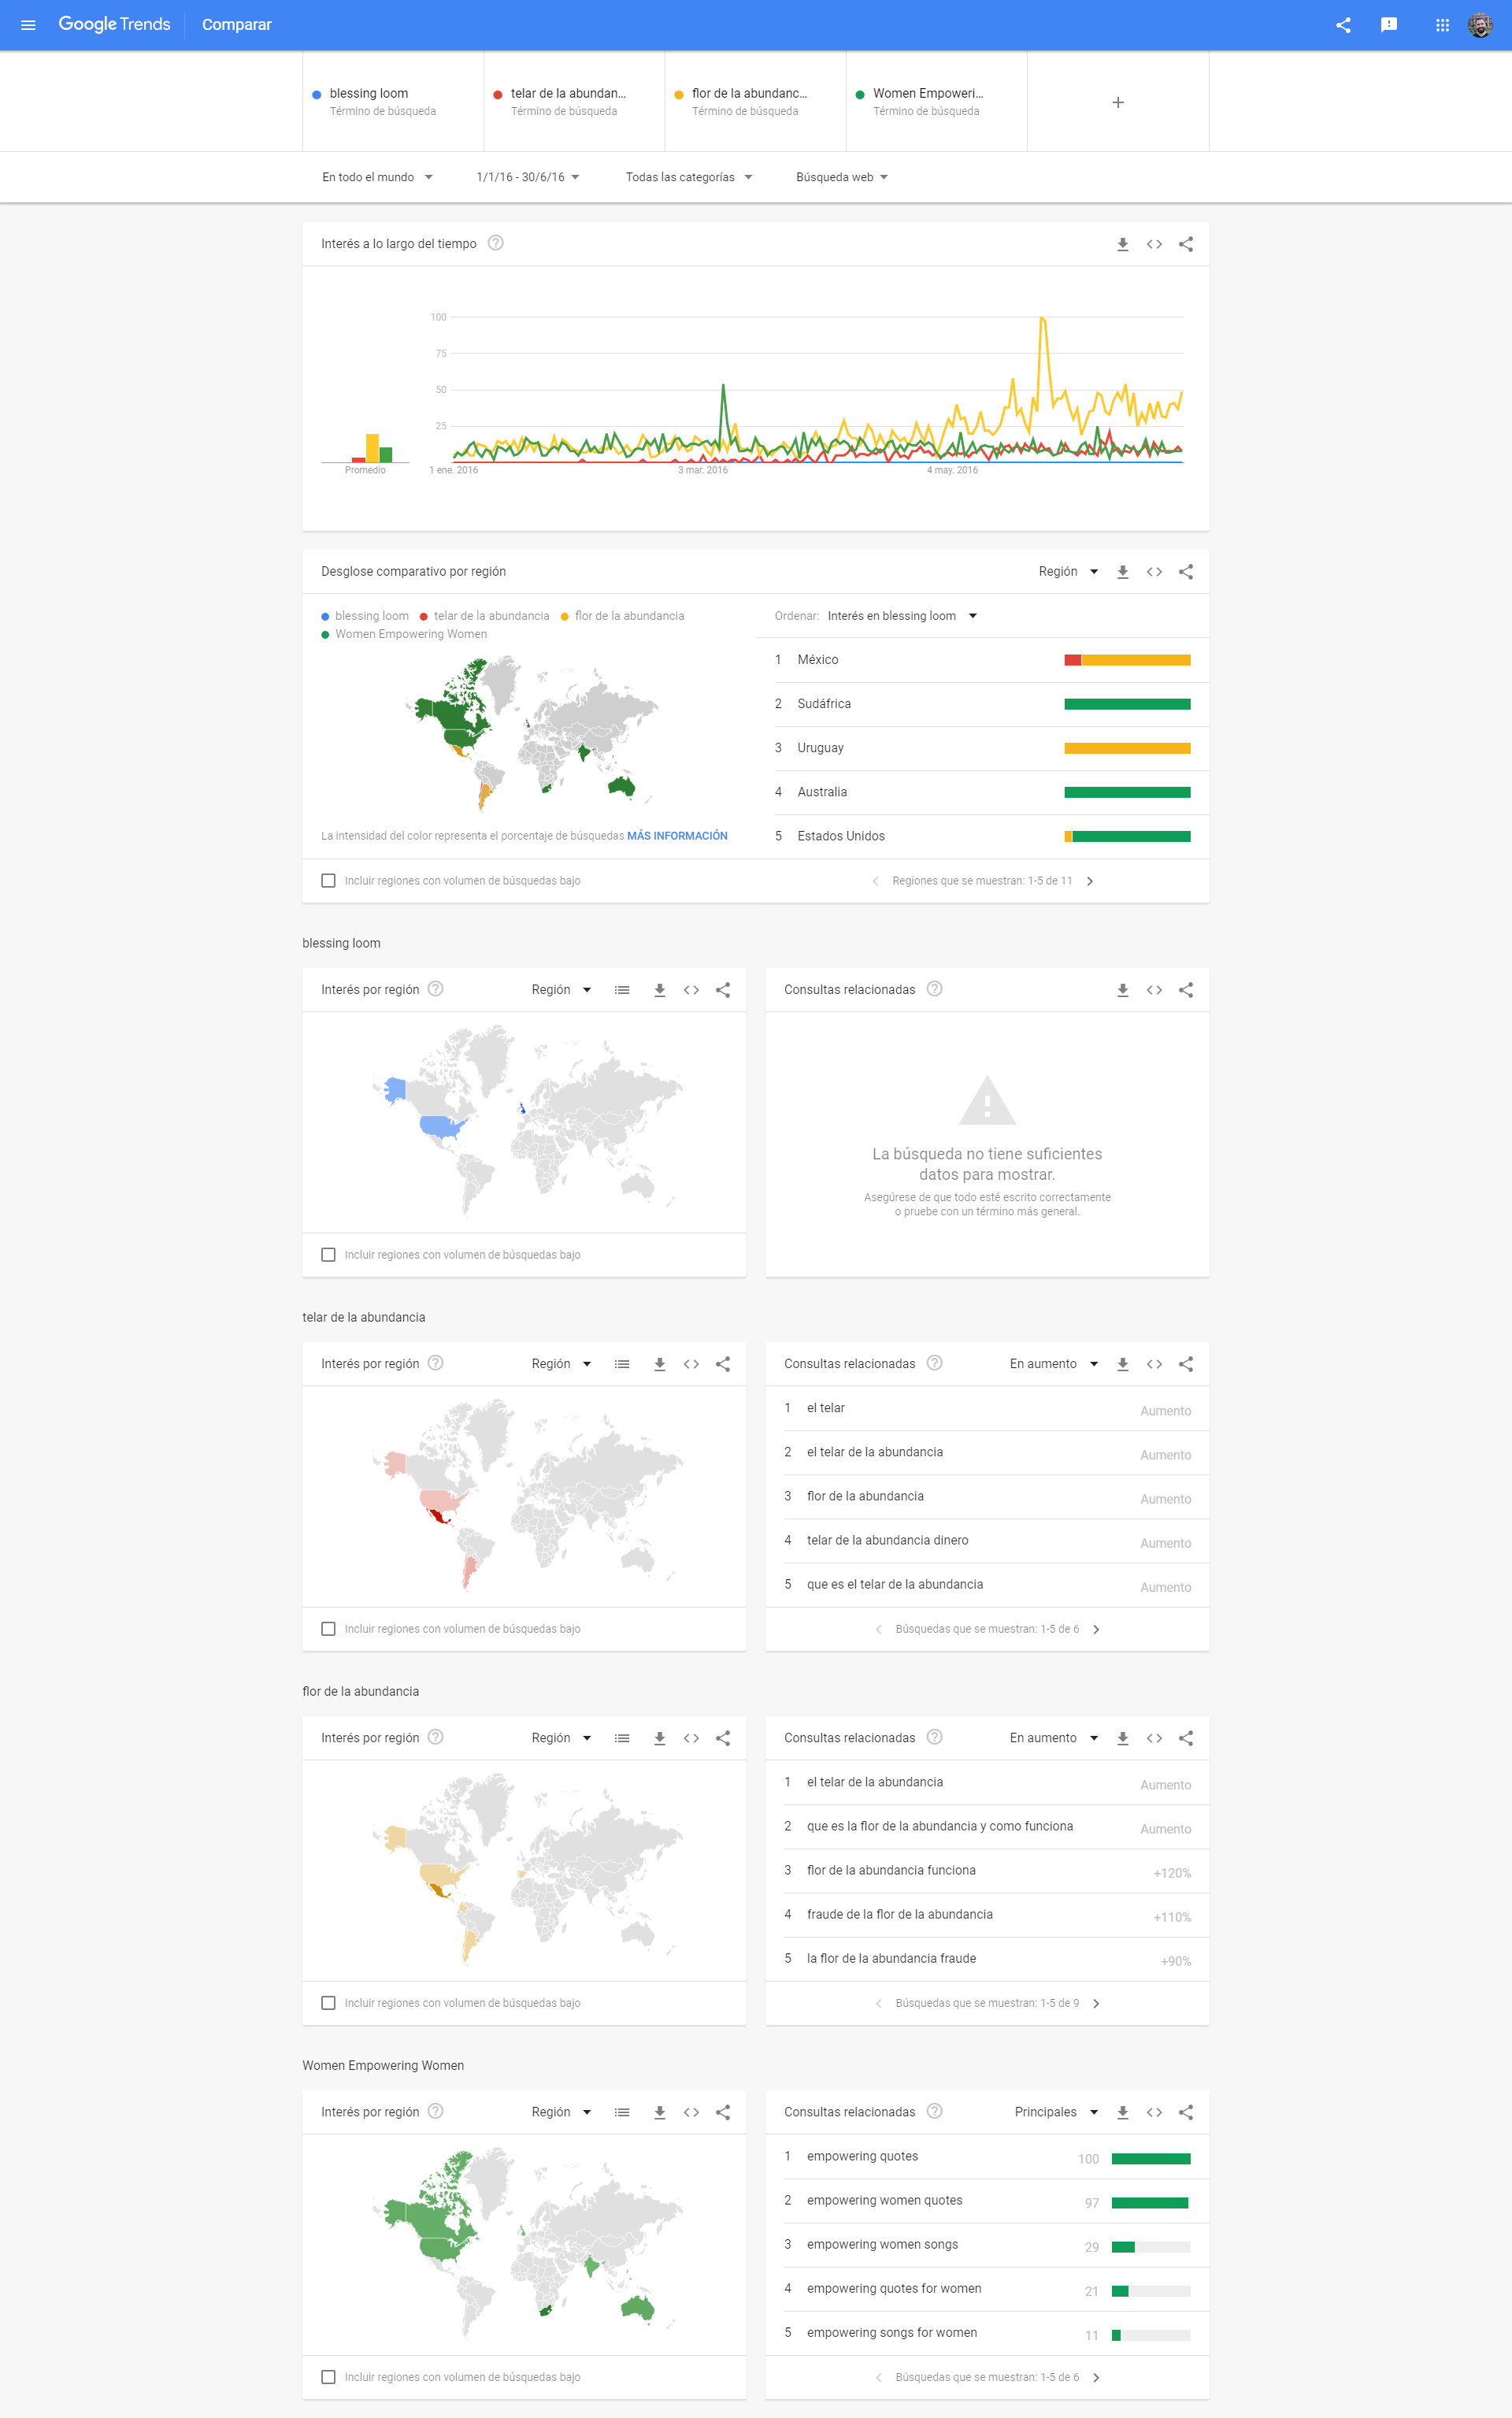 Google Trends Comparar
blessing loom
Término de búsqueda
telar de la abundan...
Término de búsqueda
flor de la abundanc...
Término de búsqueda
Women Empoweri...
Término de búsqueda
+
En todo el mundo 1/1/16 - 30/6/16 Todas las categorías Búsqueda web
Interés a lo largo del tiempo ?
100
75
50
25
Promedio 1 ene. 2016 3 mar. 2016 4 may. 2016
Desglose comparativo por región Región
blessing loom telar de la abundancia flor de la abundancia
Women Empowering Women
Ordenar: Interés en blessing loom
1 México
2 Sudáfrica
3 Uruguay
4 Australia
5 Estados Unidos
La intensidad del color representa el porcentaje de búsquedas MÁS INFORMACIÓN
Incluir regiones con volumen de búsquedas bajo
Regiones que se muestran: 1-5 de 11
blessing loom
Interés por región ? Región
Incluir regiones con volumen de búsquedas bajo
Consultas relacionadas ?
La búsqueda no tiene suficientes
datos para mostrar.
Asegúrese de que todo esté escrito correctamente
o pruebe con un término más general.
telar de la abundancia
Interés por región ? Región
Incluir regiones con volumen de búsquedas bajo
Consultas relacionadas ? En aumento
1 el telar Aumento
2 el telar de la abundancia Aumento
3 flor de la abundancia Aumento
4 telar de la abundancia dinero Aumento
5 que es el telar de la abundancia Aumento
Búsquedas que se muestran: 1-5 de 6
flor de la abundancia
Interés por región ? Región
Incluir regiones con volumen de búsquedas bajo
Consultas relacionadas ? En aumento
1 el telar de la abundancia Aumento
2 que es la flor de la abundancia y como funciona Aumento
3 flor de la abundancia funciona +120%
4 fraude de la flor de la abundancia +110%
5 la flor de la abundancia fraude +90%
Búsquedas que se muestran: 1-5 de 9
Women Empowering Women
Interés por región ? Región
Incluir regiones con volumen de búsquedas bajo
Consultas relacionadas ? Principales
1 empowering quotes 100
2 empowering women quotes 97
3 empowering women songs 29
4 empowering quotes for women 21
5 empowering songs for women 11
Búsquedas que se muestran: 1-5 de 6